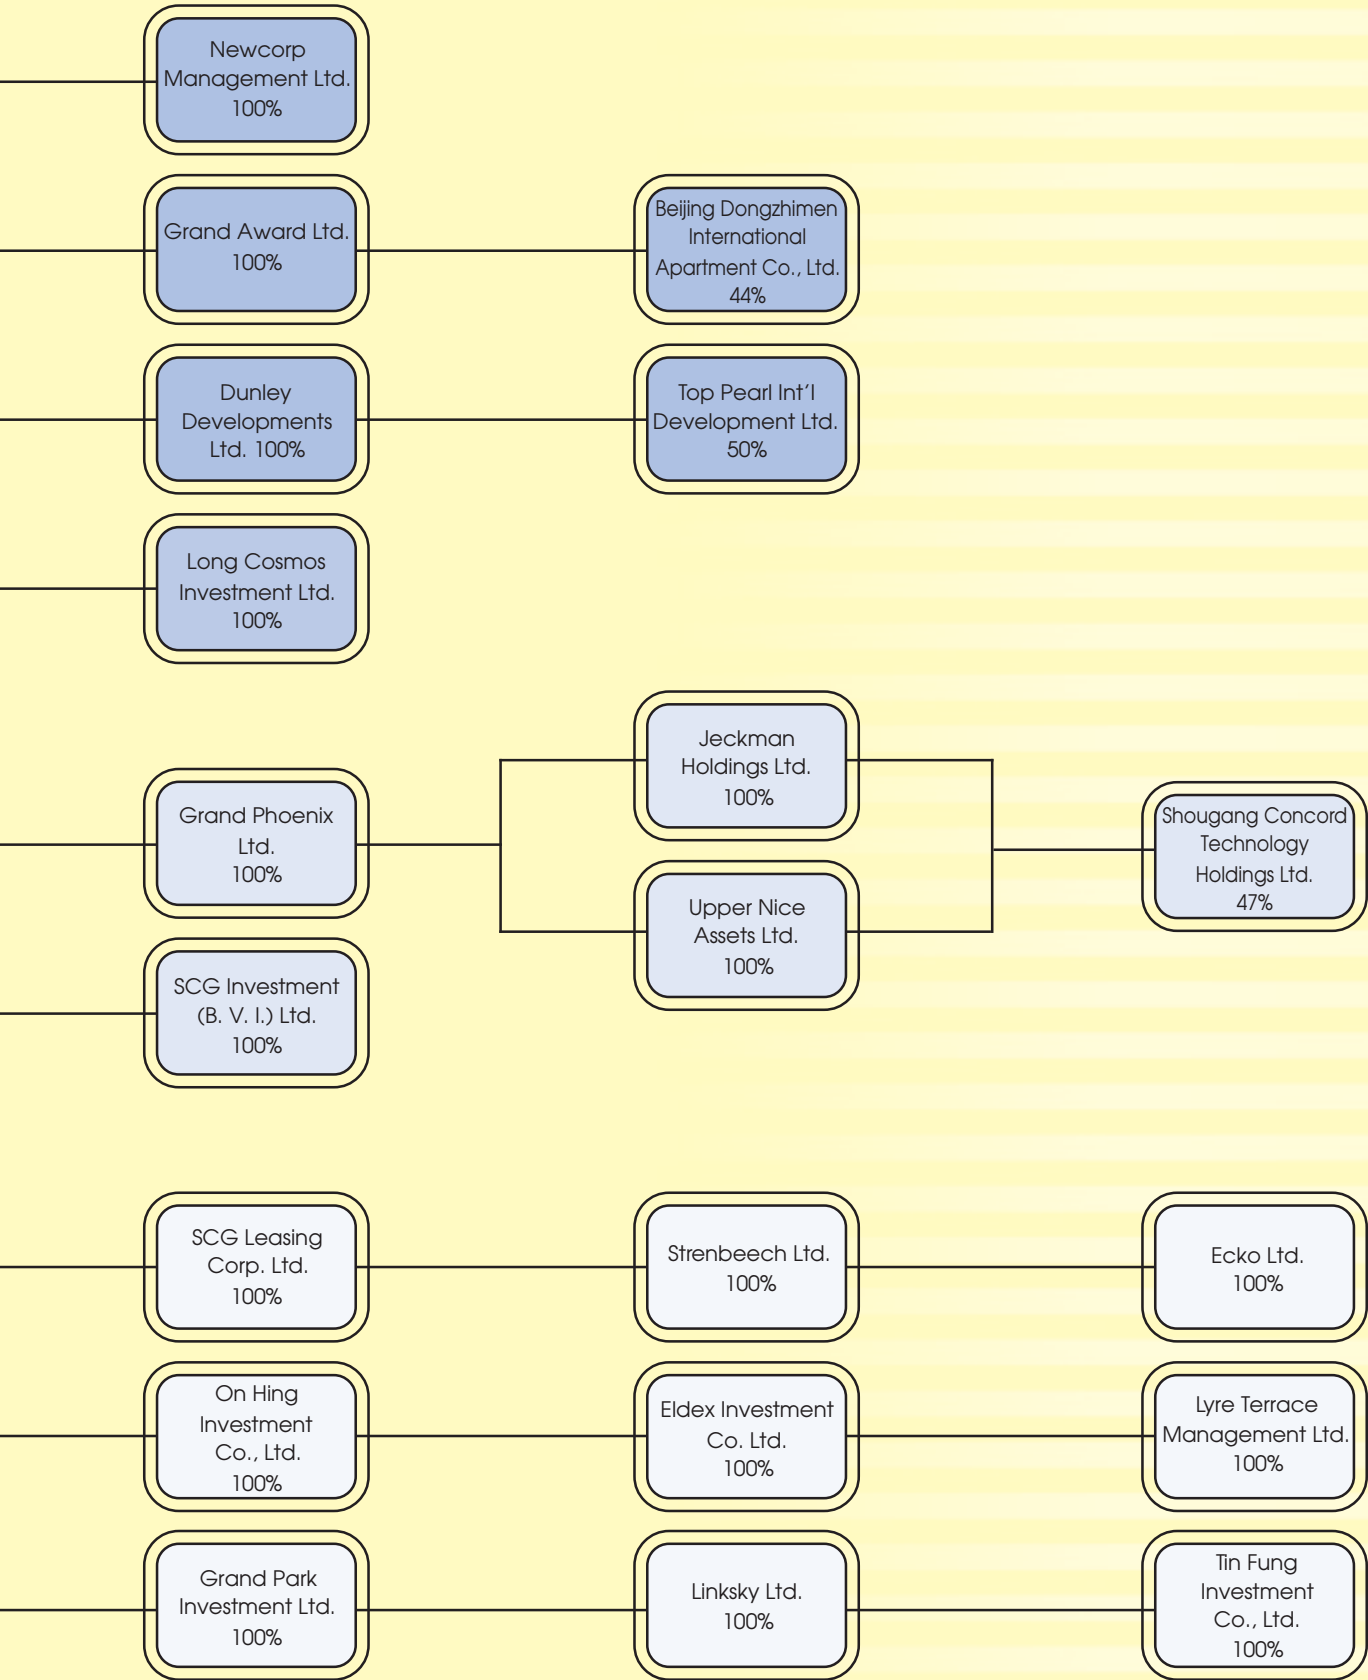 Newcorp
Management Ltd.
100%
Grand Award Ltd.
100%
Beijing Dongzhimen
International
Apartment Co., Ltd.
44%
Dunley
Developments
Ltd. 100%
Top Pearl Int'l
Development Ltd.
50%
Long Cosmos
Investment Ltd.
100%
Grand Phoenix
Ltd.
100%
Jeckman
Holdings Ltd.
100%
Upper Nice
Assets Ltd.
100%
Shougang Concord
Technology
Holdings Ltd.
47%
SCG Investment
(B. V. I.) Ltd.
100%
SCG Leasing
Corp. Ltd.
100%
Strenbeech Ltd.
100%
Ecko Ltd.
100%
On Hing
Investment
Co., Ltd.
100%
Eldex Investment
Co. Ltd.
100%
Lyre Terrace
Management Ltd.
100%
Grand Park
Investment Ltd.
100%
Linksky Ltd.
100%
Tin Fung
Investment
Co., Ltd.
100%